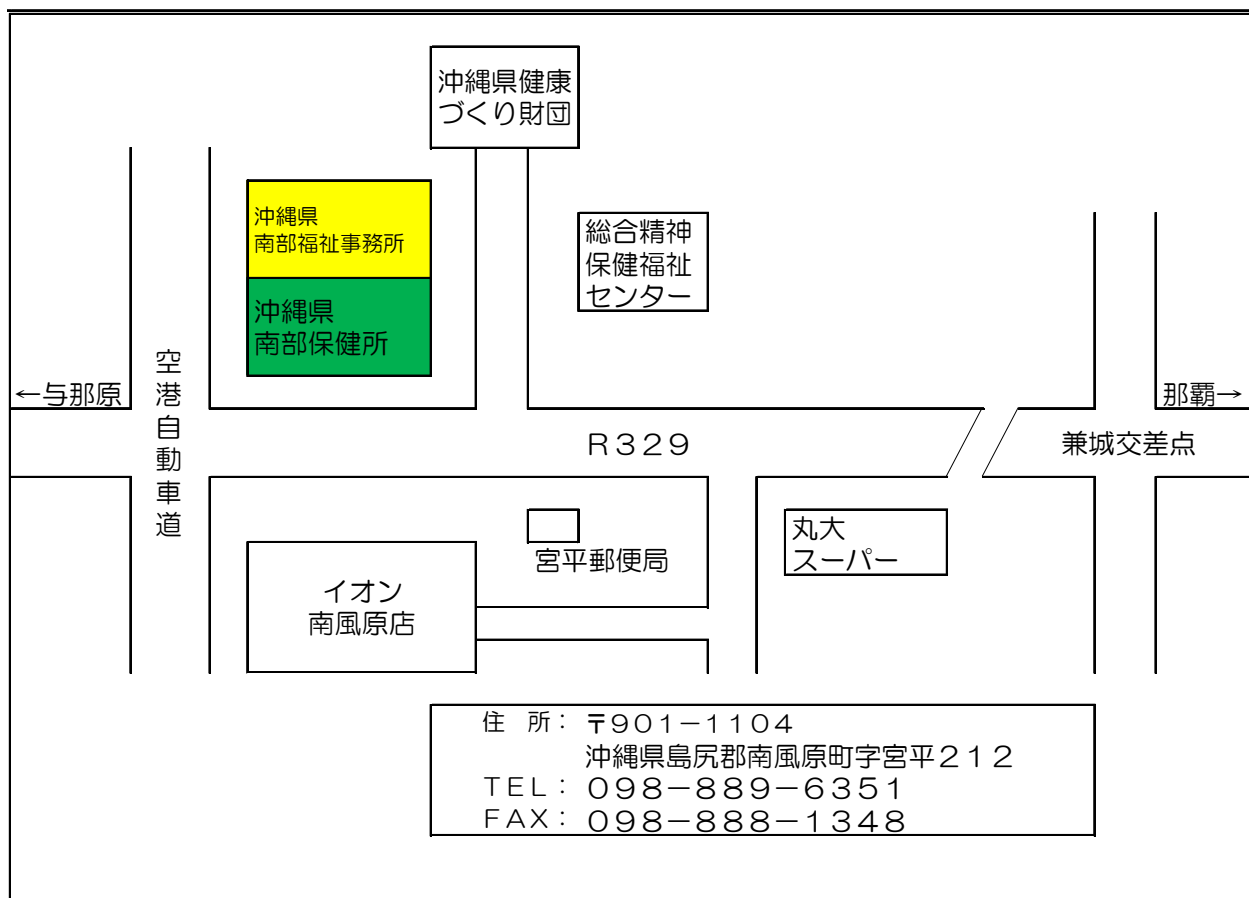 沖縄県健康
づくり財団
沖縄県
南部福祉事務所
総合精神
保健福祉
センター
沖縄県
南部保健所
空港自動車道
←与那原
那覇→
R329
兼城交差点
丸大
スーパー
宮平郵便局
イオン
南風原店
住 所: 〒901-1104
沖縄県島尻郡南風原町字宮平212
TEL: 098-889-6351
FAX: 098-888-1348